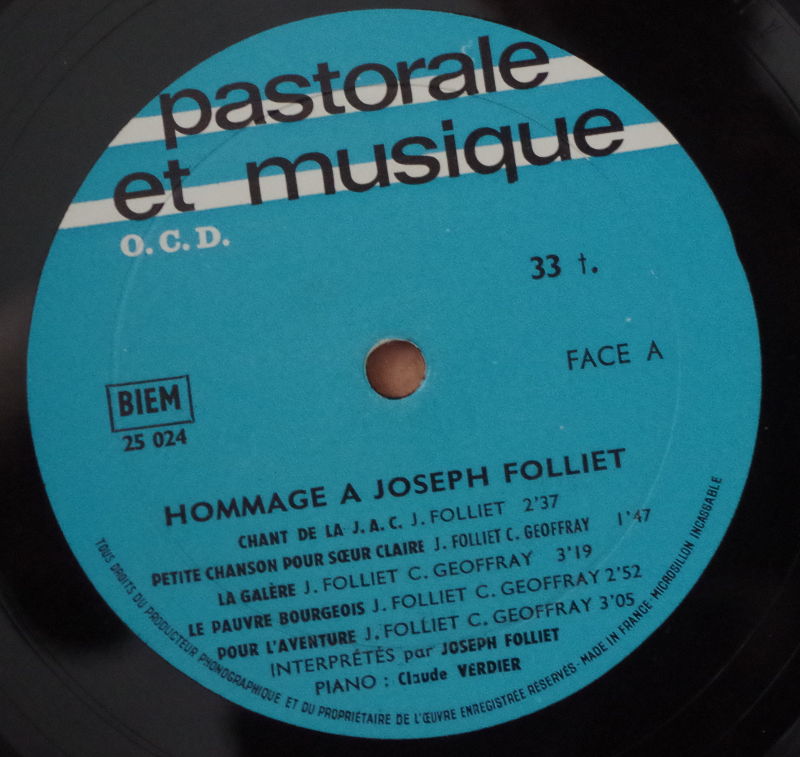 pastorale
et musique
O.C.D.
33 t.
FACE A
BIEM
25 024
HOMMAGE A JOSEPH FOLLIET
CHANT DE LA J.A.C. J. FOLLIET 2'37
PETITE CHANSON POUR SŒUR CLAIRE J. FOLLIET C. GEOFFRAY 1'47
LA GALÈRE J. FOLLIET C. GEOFFRAY 3'19
LE PAUVRE BOURGEOIS J. FOLLIET C. GEOFFRAY 2'52
POUR L'AVENTURE J. FOLLIET C. GEOFFRAY 3'05
INTERPRÉTÉS par JOSEPH FOLLIET
PIANO : Claude VERDIER
TOUS DROITS DU PRODUCTEUR PHONOGRAPHIQUE ET DU PROPRIÉTAIRE DE L'ŒUVRE ENREGISTRÉE RÉSERVÉS - MADE IN FRANCE - MICROSILLON INCASSABLE